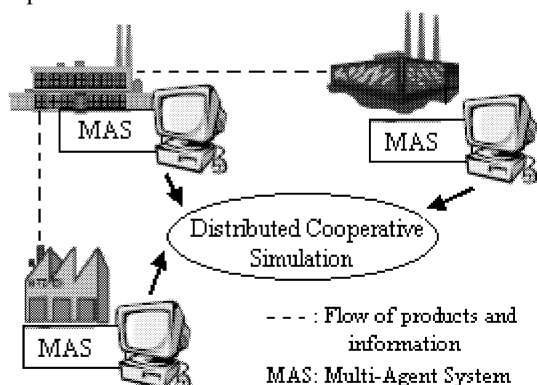 MAS
MAS
Distributed Cooperative
Simulation
MAS
- - - : Flow of products and
information
MAS: Multi-Agent System